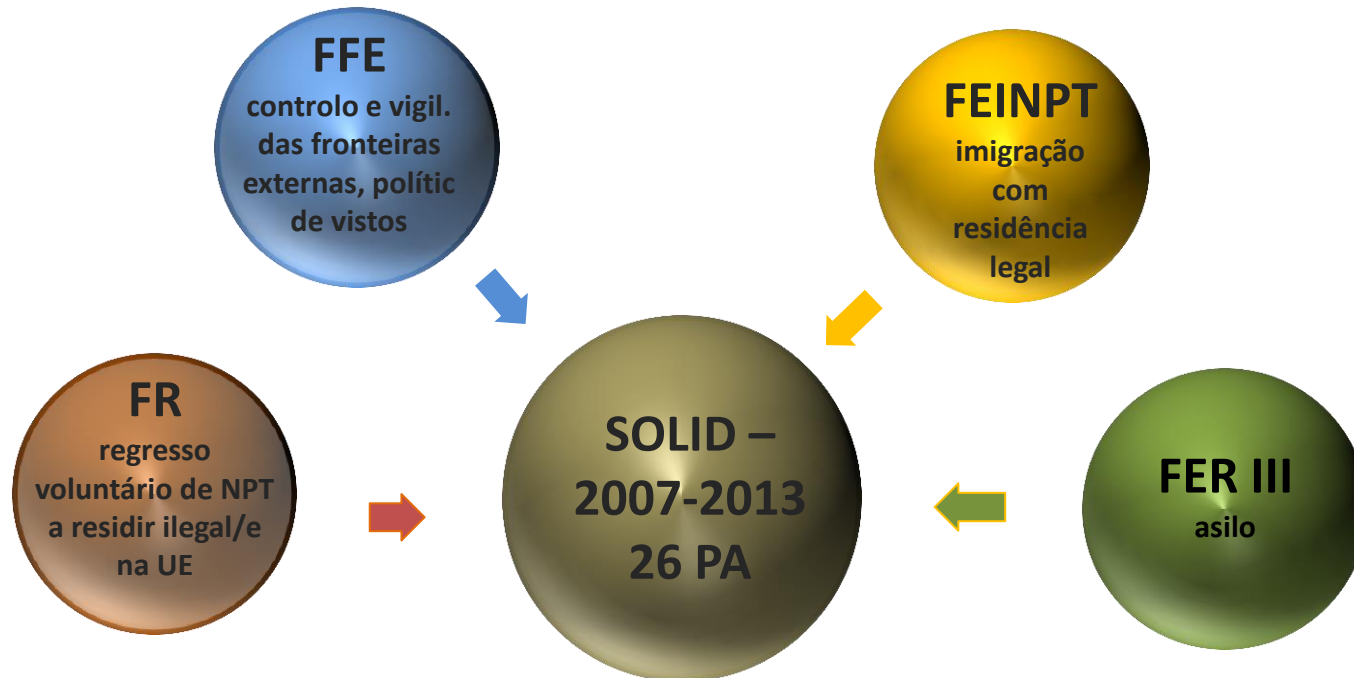 FFE
controlo e vigil.
das fronteiras
externas, polític
de vistos
FEINPT
imigração
com
residência
legal
FR
regresso
voluntário de NPT
a residir ilegal/e
na UE
SOLID –
2007-2013
26 PA
FER III
asilo